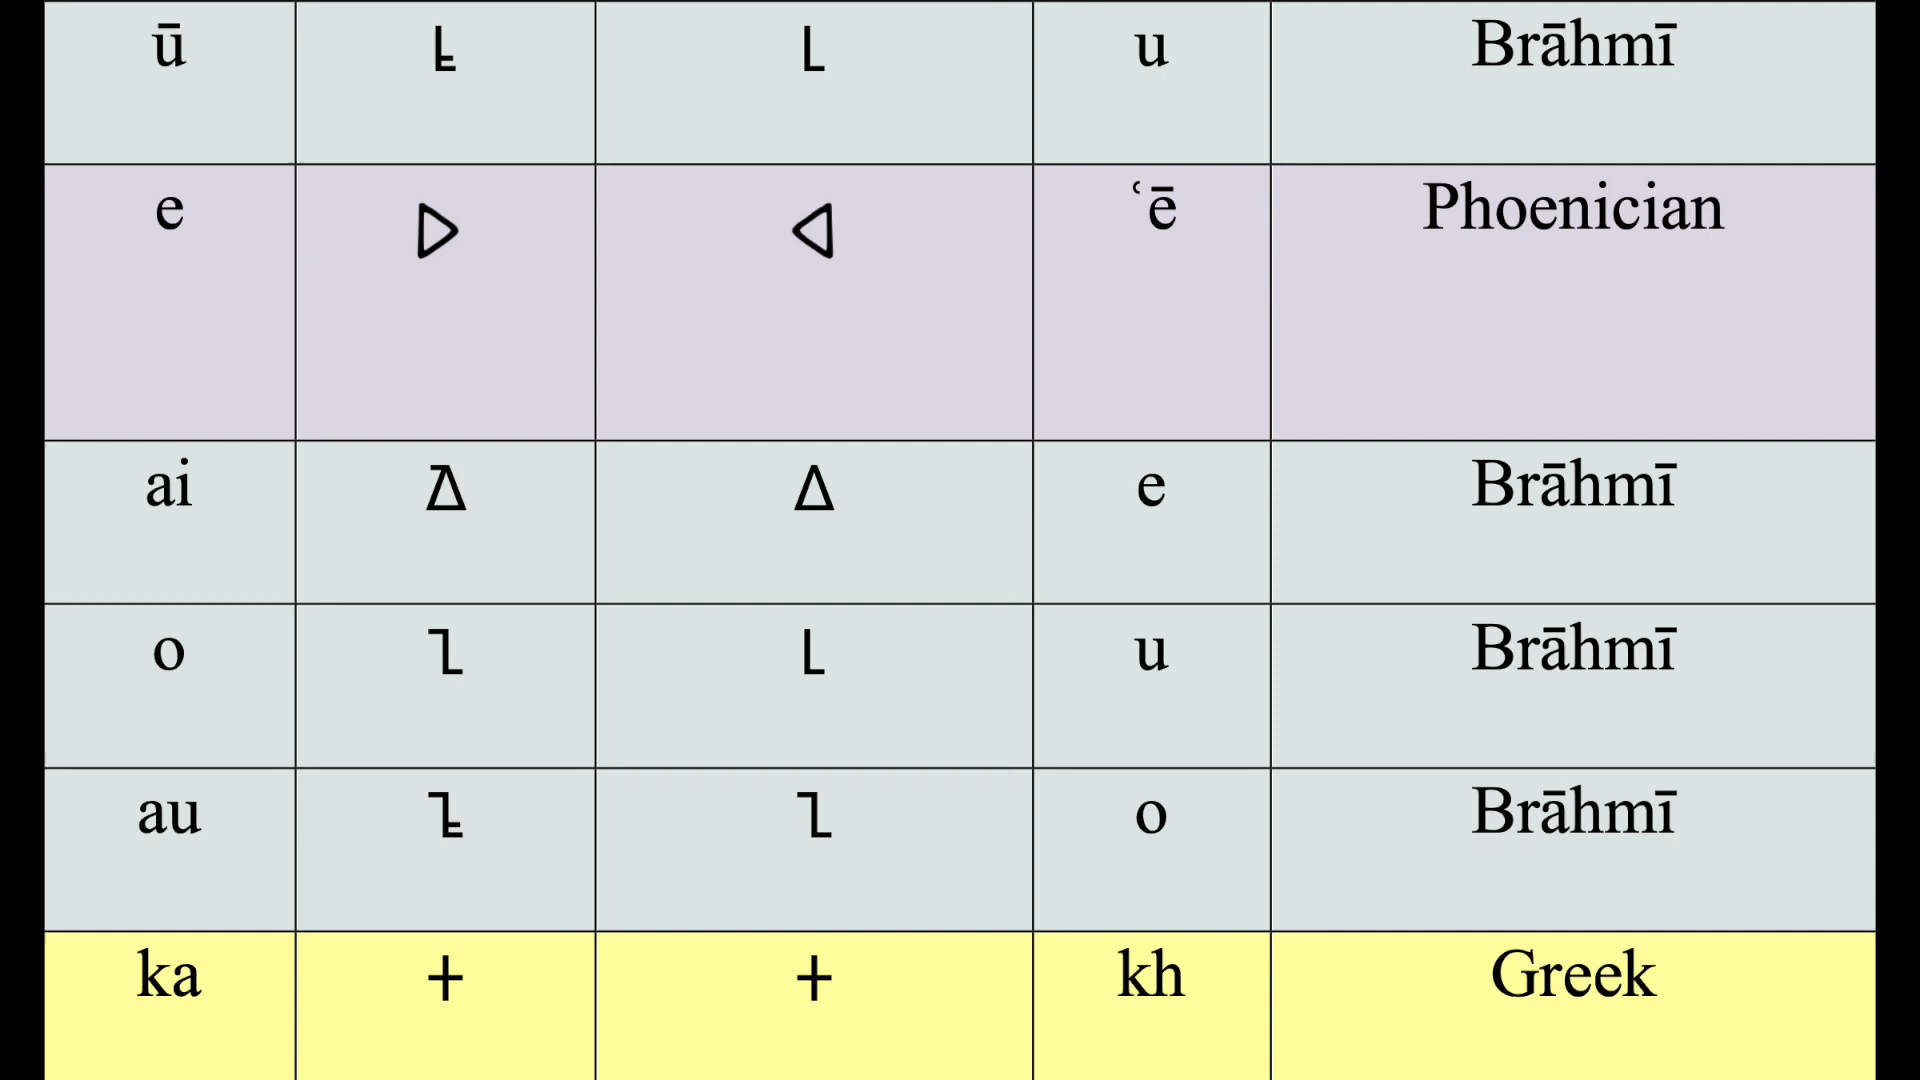 ū 𑀊 𑀉 u Brāhmī
e ▷ ◁ ʿē Phoenician
ai 𑀐 Δ e Brāhmī
o 𑀑 𑀉 u Brāhmī
au 𑀒 𑀑 o Brāhmī
ka + + kh Greek